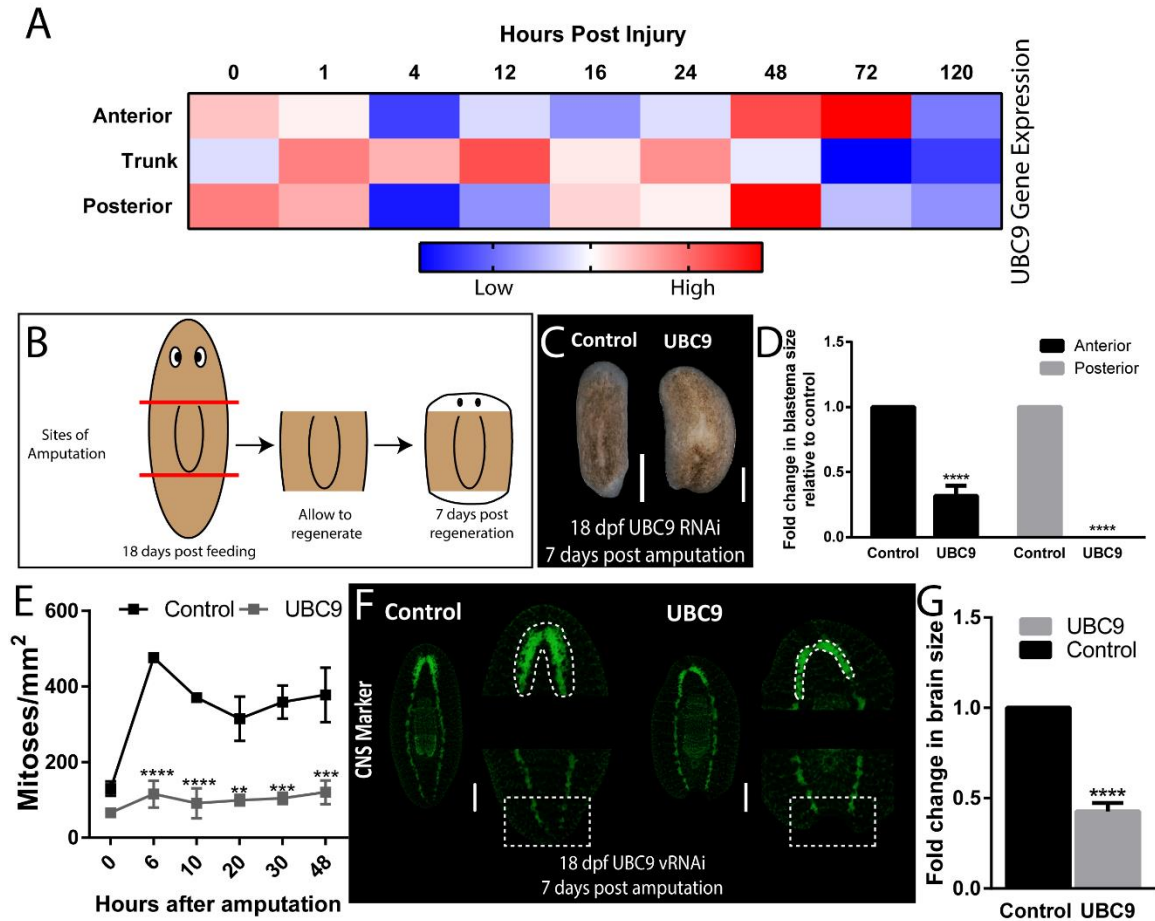 A
Hours Post Injury
0 1 4 12 16 24 48 72 120
Anterior
Trunk
Posterior
UBC9 Gene Expression
Low High
B
Sites of
Amputation
18 days post feeding
Allow to
regenerate
7 days post
regeneration
C
Control UBC9
18 dpf UBC9 RNAi
7 days post amputation
D
Fold change in blastema size
relative to control
1.5
1.0
0.5
0.0
Anterior
Posterior
****
****
Control UBC9 Control UBC9
E
Control UBC9
Mitoses/mm²
600
400
200
0
**** **** ** *** ***
0 6 10 20 30 48
Hours after amputation
F
Control UBC9
CNS Marker
18 dpf UBC9 vRNAi
7 days post amputation
G
Fold change in brain size
1.5
1.0
0.5
0.0
UBC9
Control
****
Control UBC9